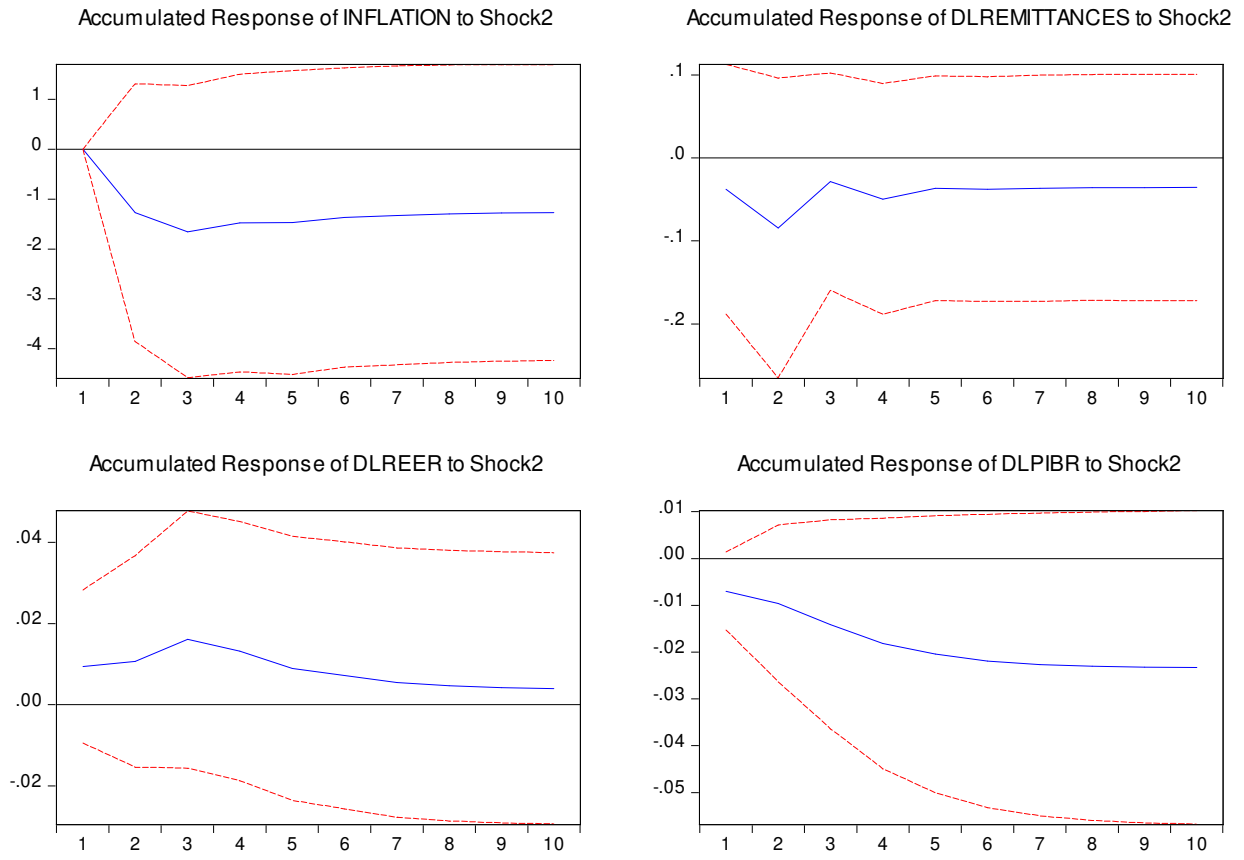 Accumulated Response of INFLATION to Shock2
1
0
-1
-2
-3
-4
1 2 3 4 5 6 7 8 9 10
Accumulated Response of DLREMITTANCES to Shock2
.1
.0
-.1
-.2
1 2 3 4 5 6 7 8 9 10
Accumulated Response of DLREER to Shock2
.04
.02
.00
-.02
1 2 3 4 5 6 7 8 9 10
Accumulated Response of DLPIBR to Shock2
.01
.00
-.01
-.02
-.03
-.04
-.05
1 2 3 4 5 6 7 8 9 10